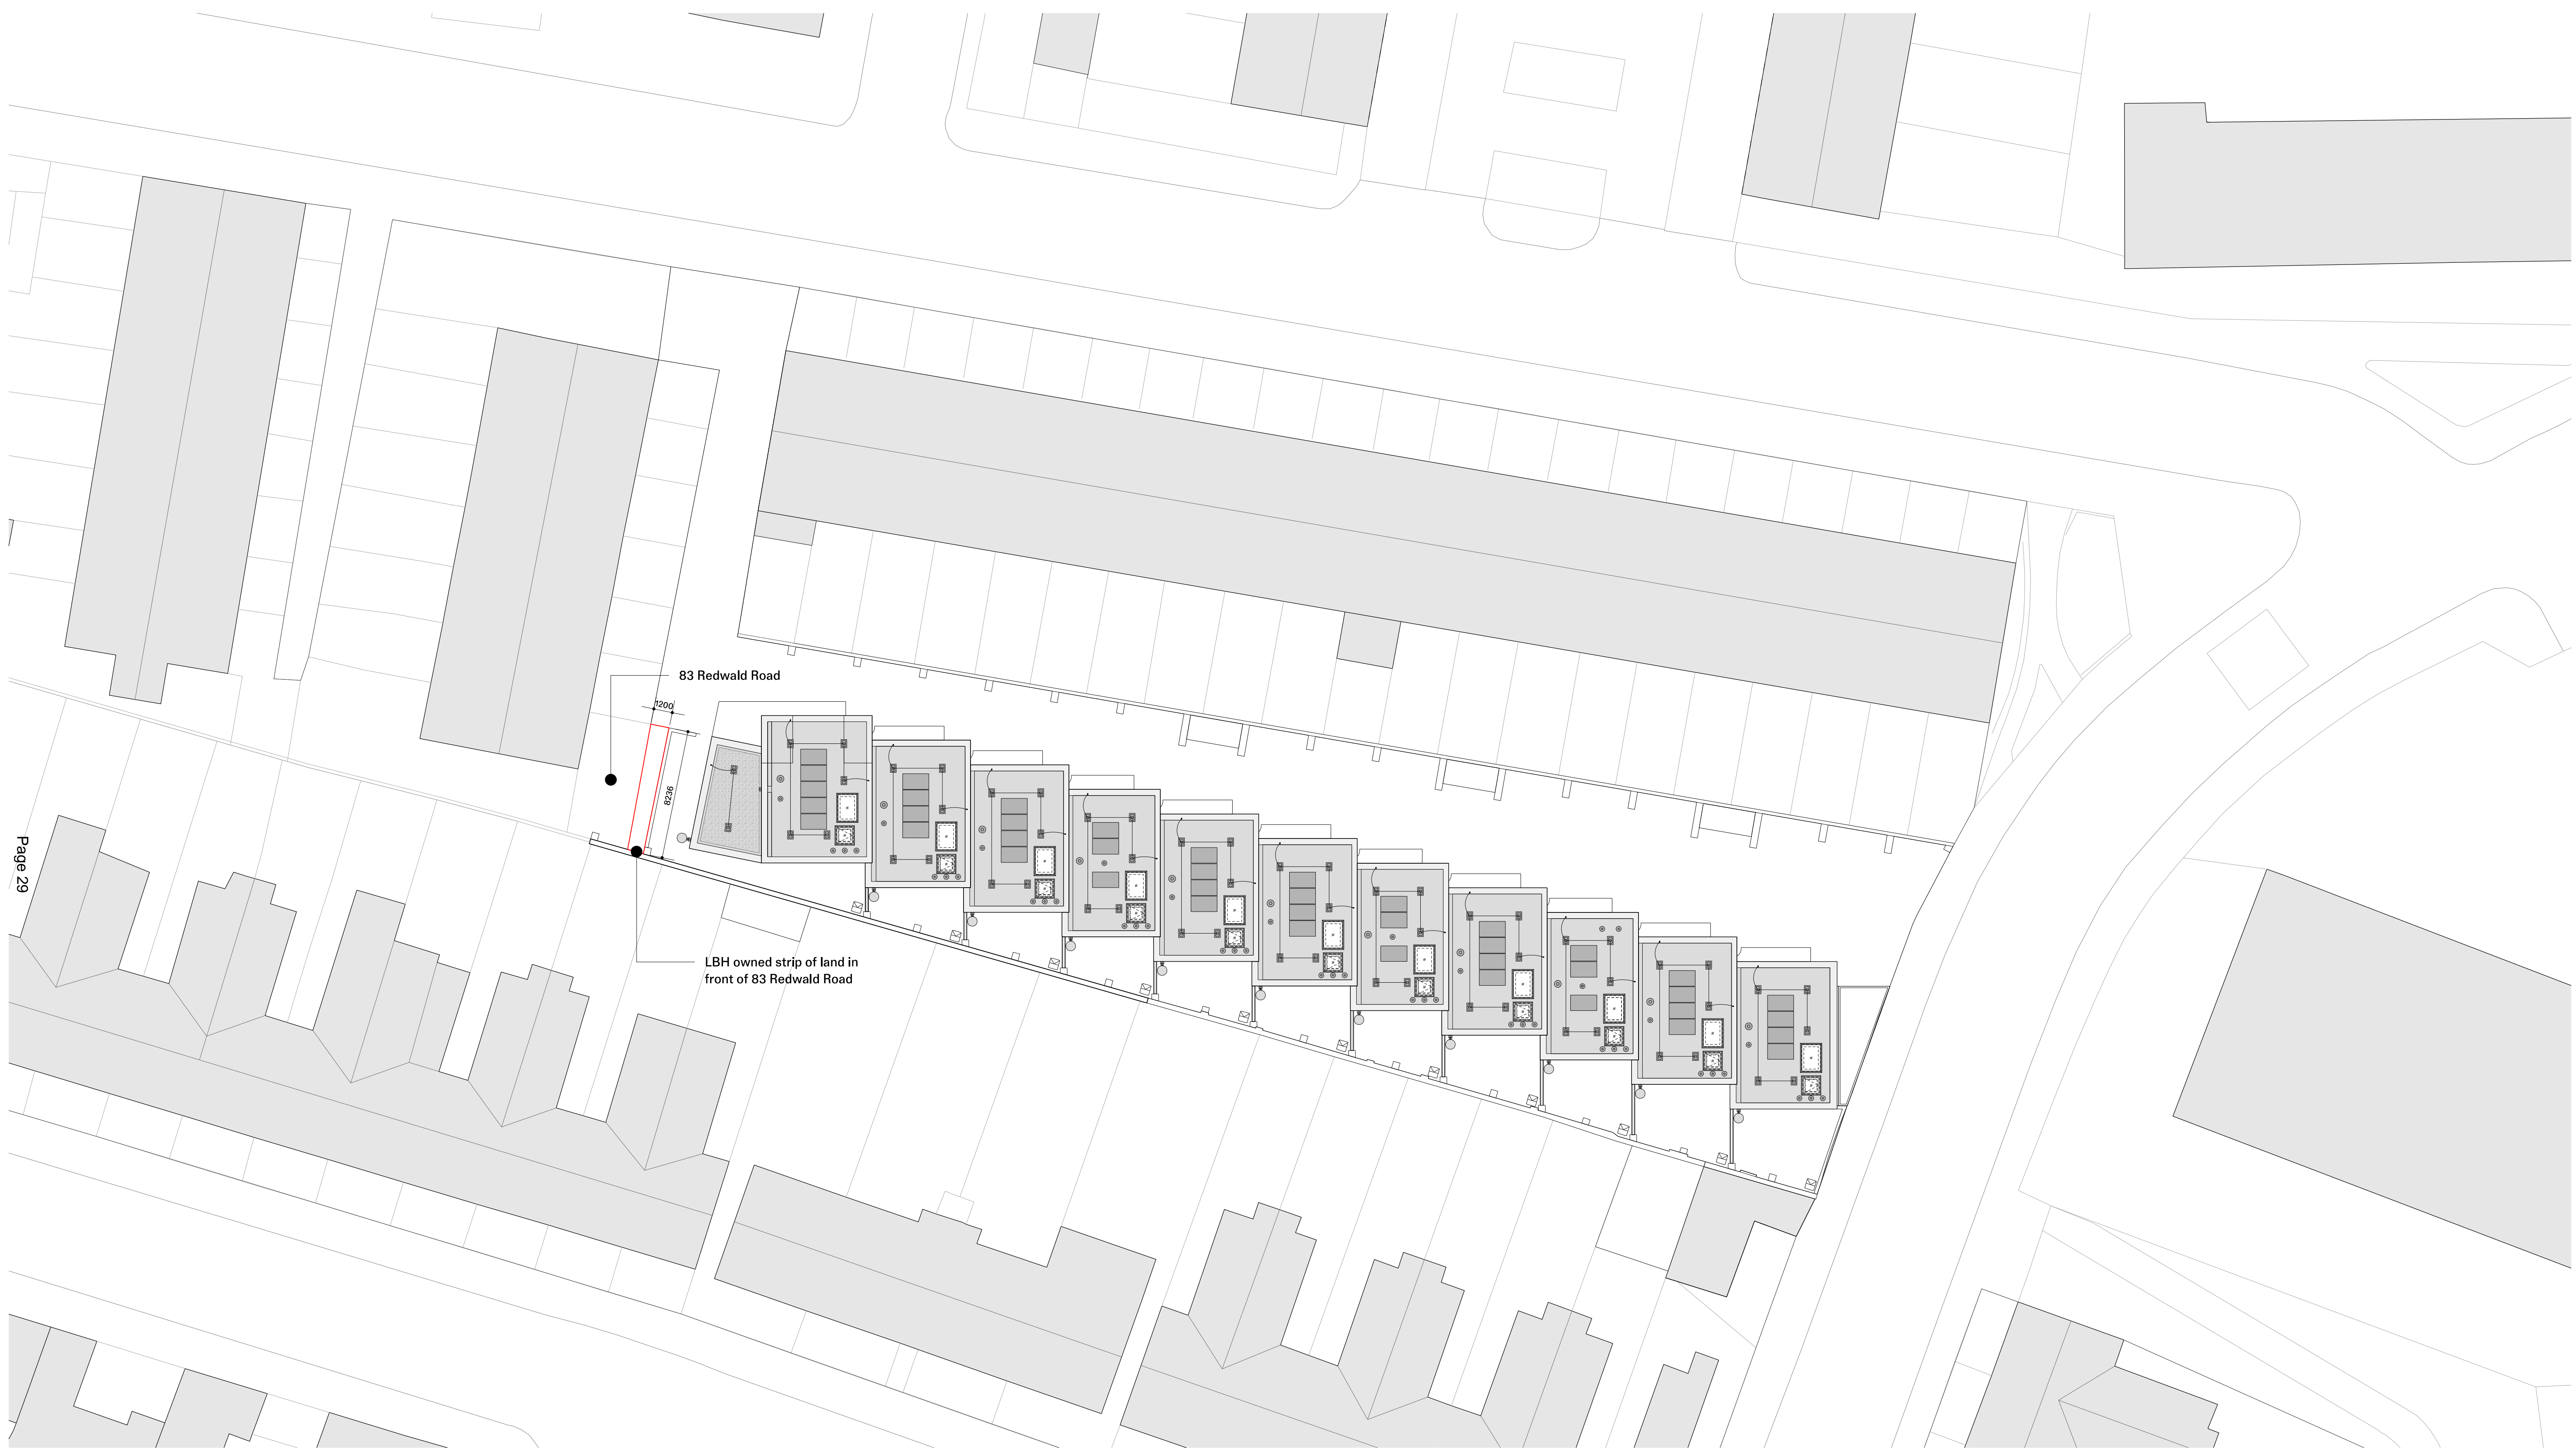 83 Redwald Road
1200
8236
Page 29
LBH owned strip of land in
front of 83 Redwald Road